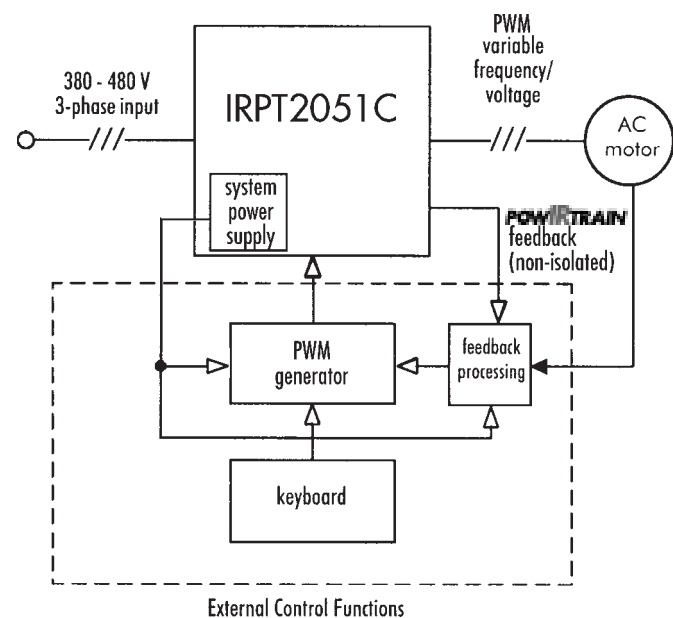 380 - 480 V
3-phase input
IRPT2051C
system
power
supply
PWM
variable
frequency/
voltage
AC
motor
POWIRTRAIN
feedback
(non-isolated)
PWM
generator
feedback
processing
keyboard
External Control Functions